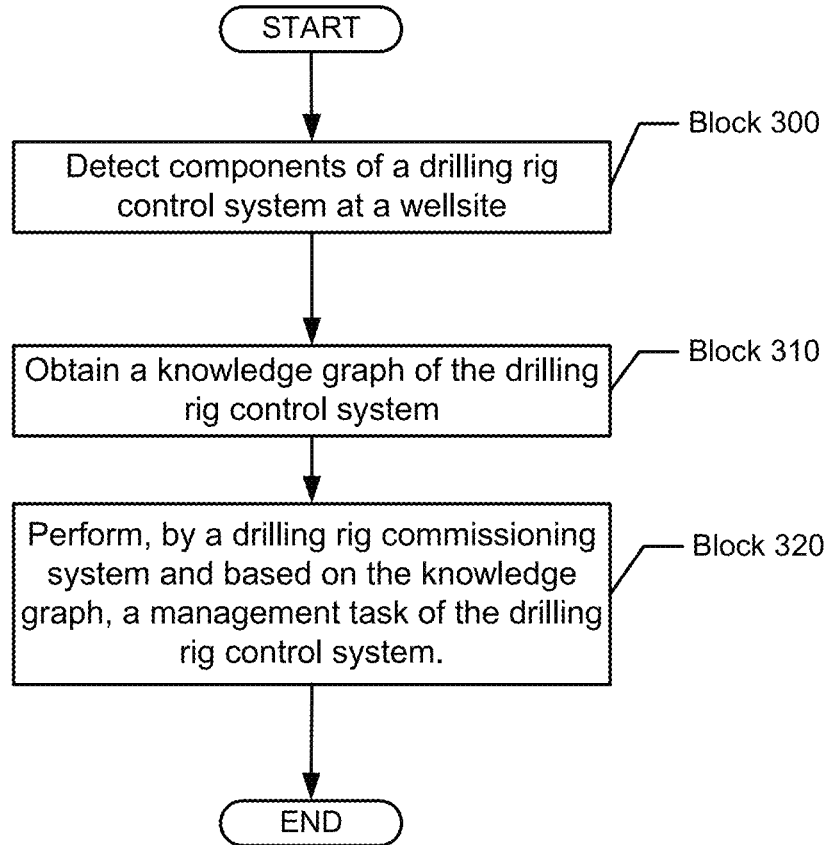 START
Block 300
Detect components of a drilling rig
control system at a wellsite
Block 310
Obtain a knowledge graph of the drilling
rig control system
Block 320
Perform, by a drilling rig commissioning
system and based on the knowledge
graph, a management task of the drilling
rig control system.
END